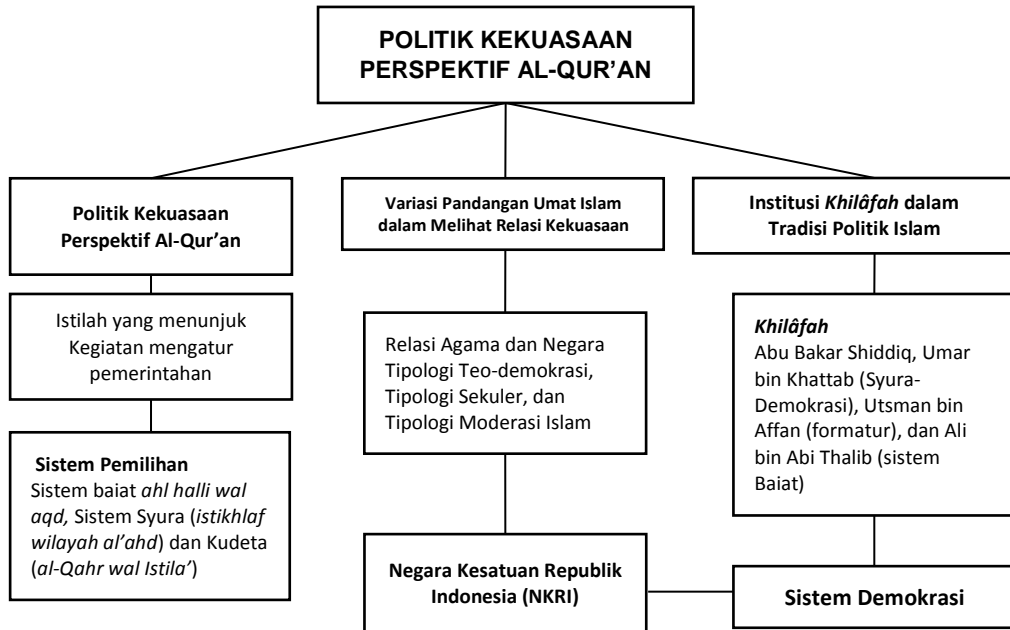 POLITIK KEKUASAAN
PERSPEKTIF AL-QUR’AN
Politik Kekuasaan
Perspektif Al-Qur’an
Variasi Pandangan Umat Islam
dalam Melihat Relasi Kekuasaan
Institusi Khilâfah dalam
Tradisi Politik Islam
Istilah yang menunjuk
Kegiatan mengatur
pemerintahan
Relasi Agama dan Negara
Tipologi Teo-demokrasi,
Tipologi Sekuler, dan
Tipologi Moderasi Islam
Khilâfah
Abu Bakar Shiddiq, Umar
bin Khattab (Syura-
Demokrasi), Utsman bin
Affan (formatur), dan Ali
bin Abi Thalib (sistem
Baiat)
Sistem Pemilihan
Sistem baiat ahl halli wal
aqd, Sistem Syura (istikhlaf
wilayah al’ahd) dan Kudeta
(al-Qahr wal Istila’)
Negara Kesatuan Republik
Indonesia (NKRI)
Sistem Demokrasi